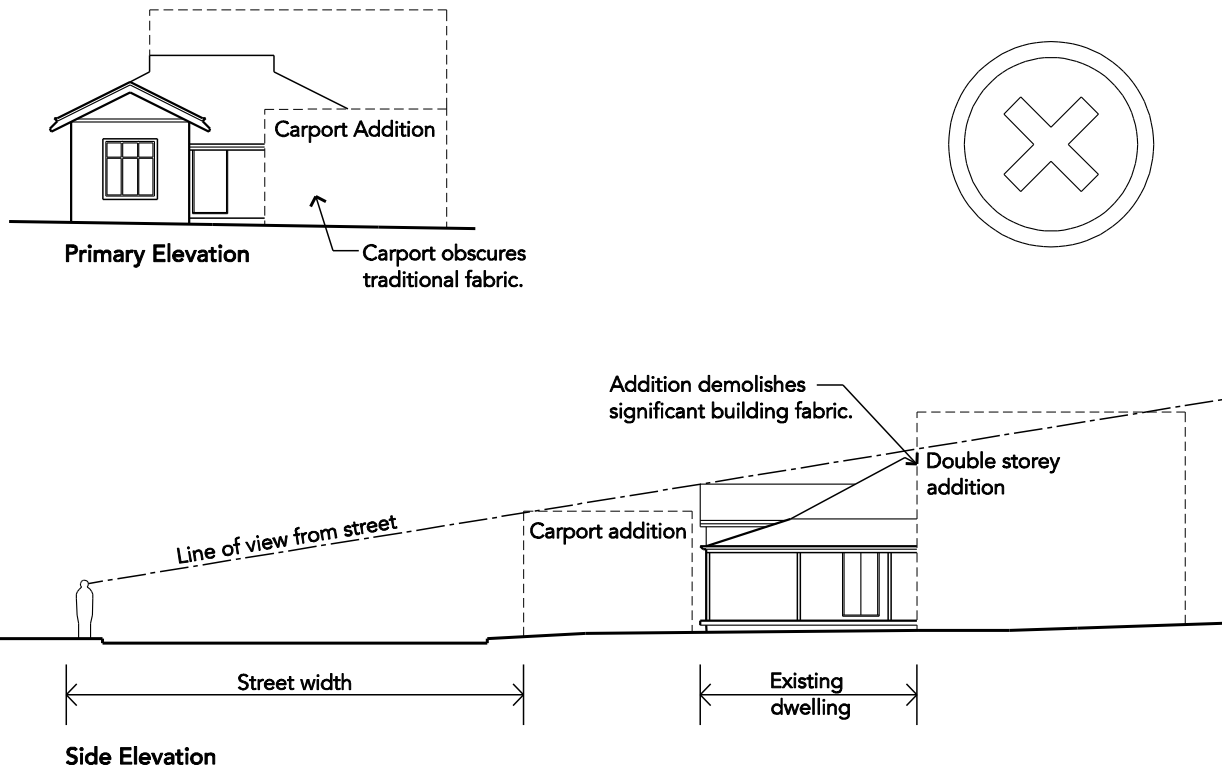 Carport Addition
Primary Elevation
Carport obscures
traditional fabric.
Addition demolishes
significant building fabric.
Double storey
addition
Line of view from street
Carport addition
Street width
Existing
dwelling
Side Elevation